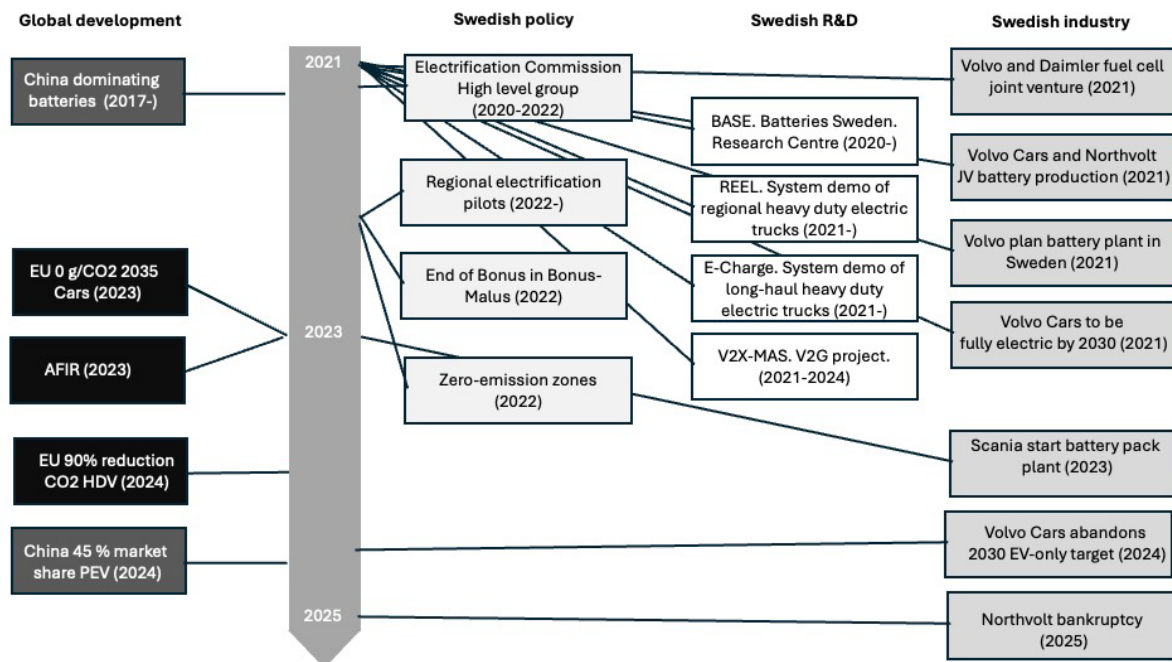 Global development
Swedish policy
Swedish R&D
Swedish industry
2021
2023
2025
China dominating
batteries (2017-)
EU 0 g/CO2 2035
Cars (2023)
AFIR (2023)
EU 90% reduction
CO2 HDV (2024)
China 45 % market
share PEV (2024)
Electrification Commission
High level group
(2020-2022)
Regional electrification
pilots (2022-)
End of Bonus in Bonus-
Malus (2022)
Zero-emission zones
(2022)
BASE. Batteries Sweden.
Research Centre (2020-)
REEL. System demo of
regional heavy duty electric
trucks (2021-)
E-Charge. System demo of
long-haul heavy duty
electric trucks (2021-)
V2X-MAS. V2G project.
(2021-2024)
Volvo and Daimler fuel cell
joint venture (2021)
Volvo Cars and Northvolt
JV battery production (2021)
Volvo plan battery plant in
Sweden (2021)
Volvo Cars to be
fully electric by 2030 (2021)
Scania start battery pack
plant (2023)
Volvo Cars abandons
2030 EV-only target (2024)
Northvolt bankruptcy
(2025)